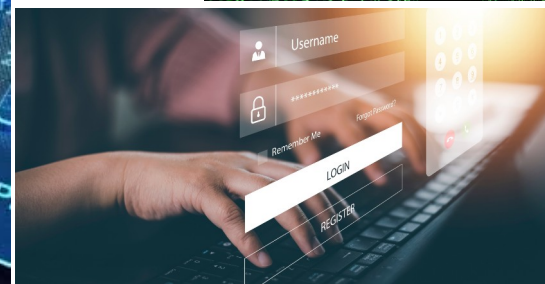 Username
************
Forgot Password?
Remember Me
LOGIN
REGISTER